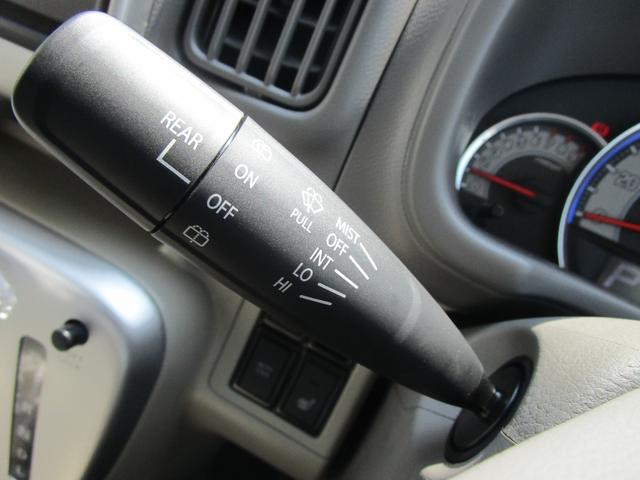 REAR
ON
OFF
PULL
MIST
OFF
INT
LO
HI
P